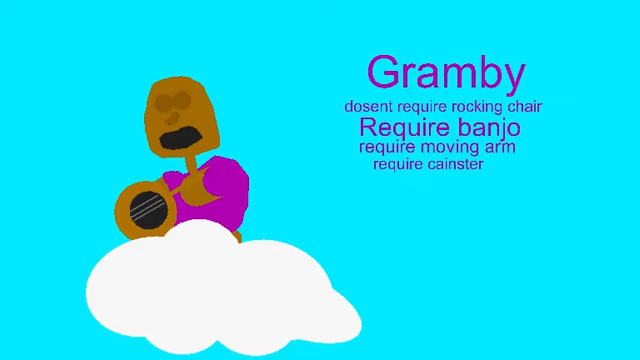 Gramby
dosent require rocking chair
Require banjo
require moving arm
require cainster